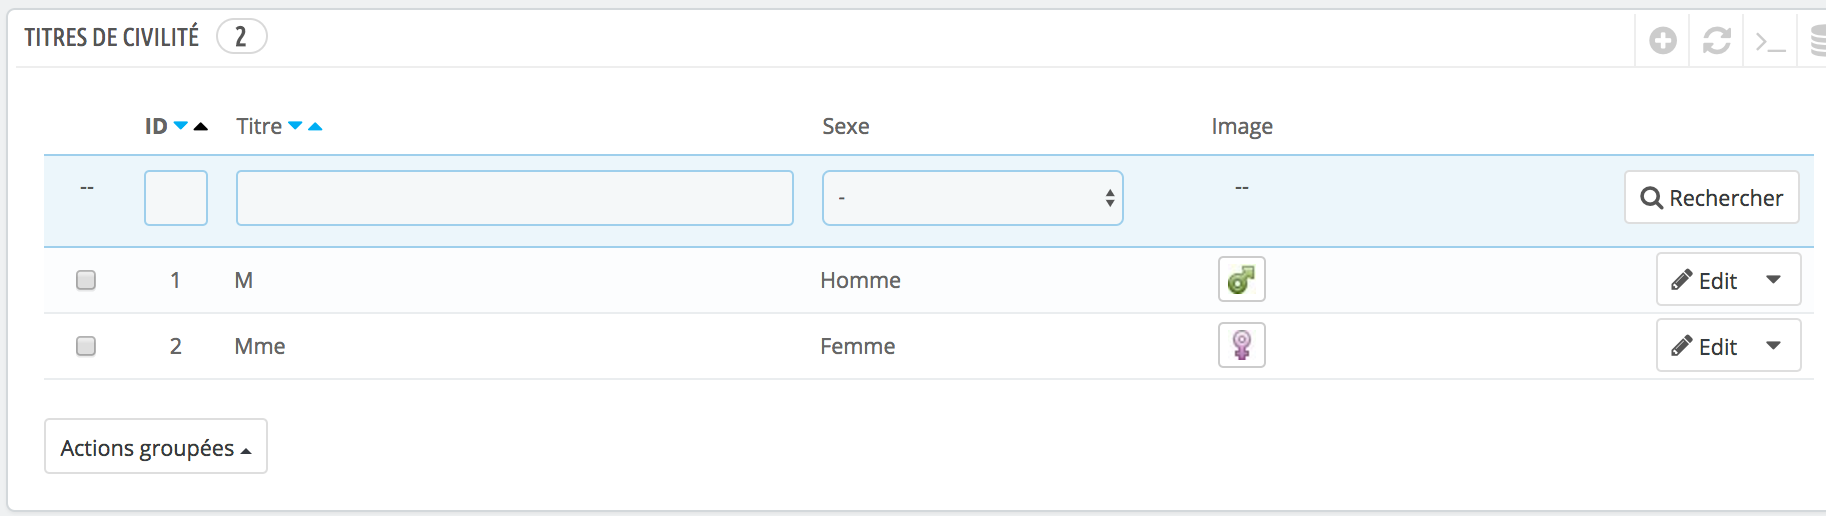 TITRES DE CIVILITÉ 2
ID Titre Sexe Image
-- - -- Rechercher
1 M Homme Edit
2 Mme Femme Edit
Actions groupées